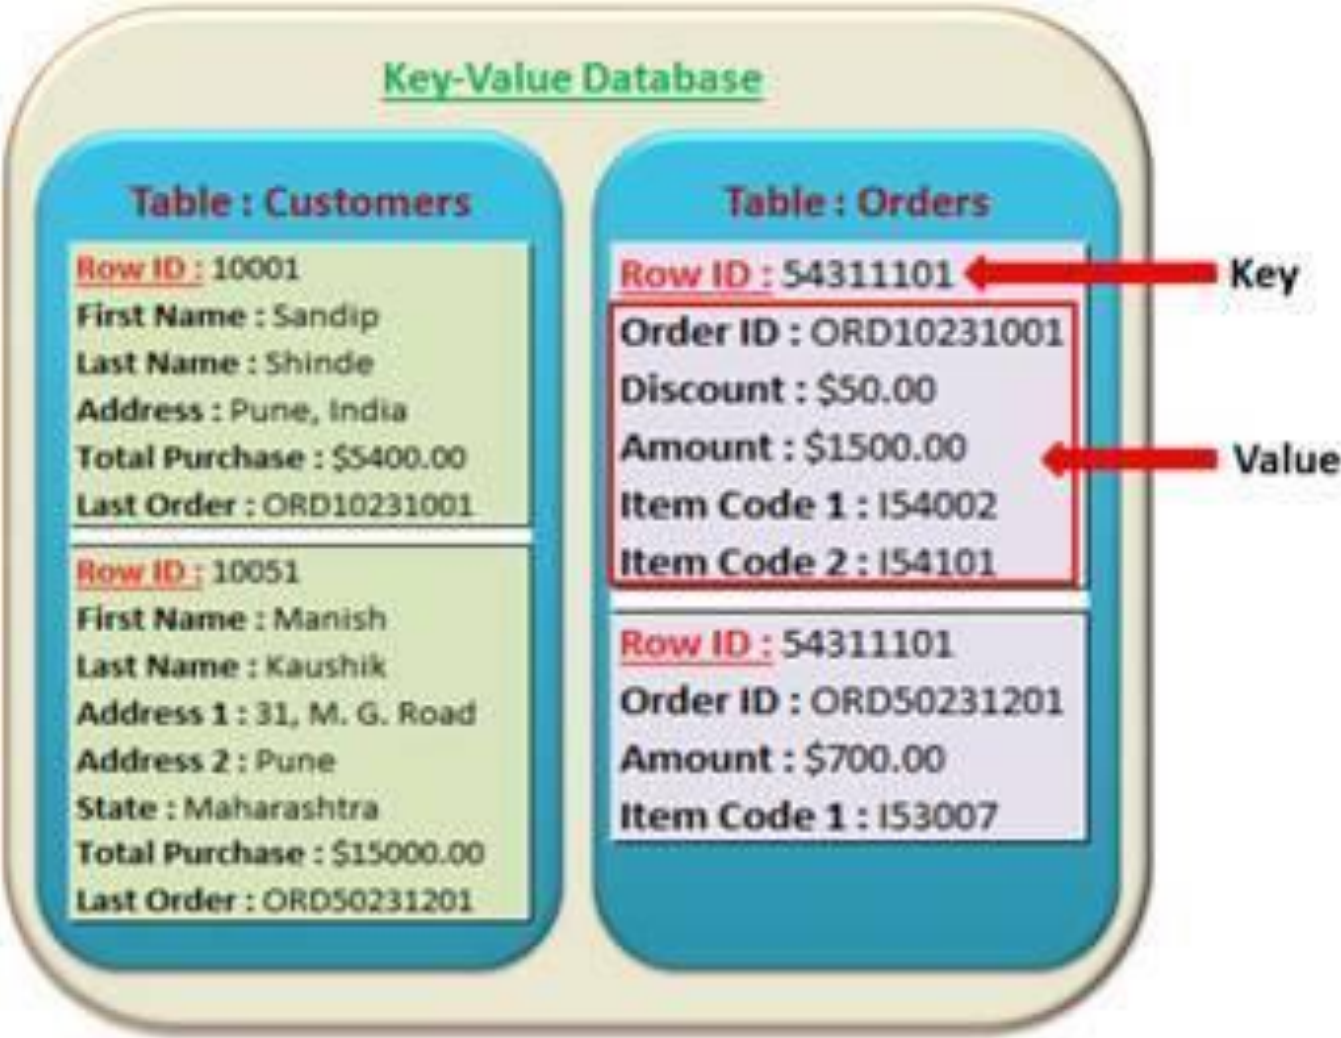 Key-Value Database
Table : Customers
Row ID : 10001
First Name : Sandip
Last Name : Shinde
Address : Pune, India
Total Purchase : $5400.00
Last Order : ORD10231001
Row ID : 10051
First Name : Manish
Last Name : Kaushik
Address 1 : 31, M. G. Road
Address 2 : Pune
State : Maharashtra
Total Purchase : $15000.00
Last Order : ORD50231201
Table : Orders
Row ID : 54311101
Order ID : ORD10231001
Discount : $50.00
Amount : $1500.00
Item Code 1 : I54002
Item Code 2 : I54101
Row ID : 54311101
Order ID : ORD50231201
Amount : $700.00
Item Code 1 : I53007
Key
Value